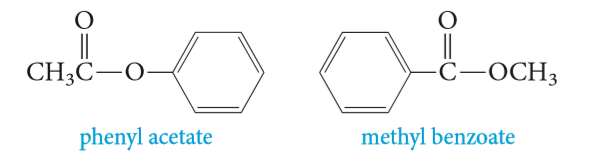 O O
CH3C—O— —C—OCH3
phenyl acetate methyl benzoate